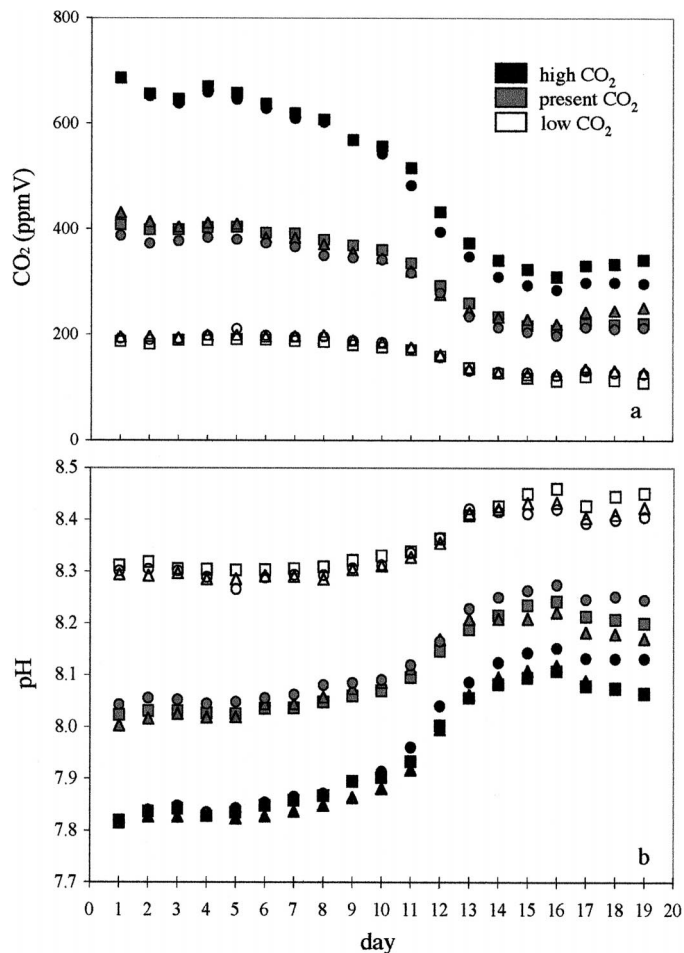 800
600
400
200
0
CO₂ (ppmV)
high CO₂
present CO₂
low CO₂
a
8.5
8.4
8.3
8.2
8.1
8.0
7.9
7.8
7.7
pH
b
0 1 2 3 4 5 6 7 8 9 10 11 12 13 14 15 16 17 18 19 20
day